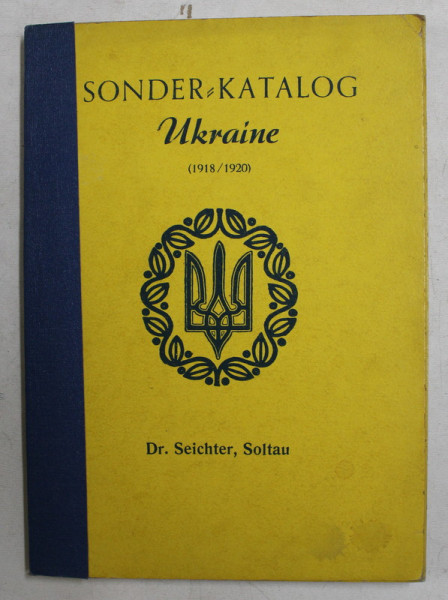 SONDER=KATALOG
Ukraine
(1918/1920)
Dr. Seichter, Soltau